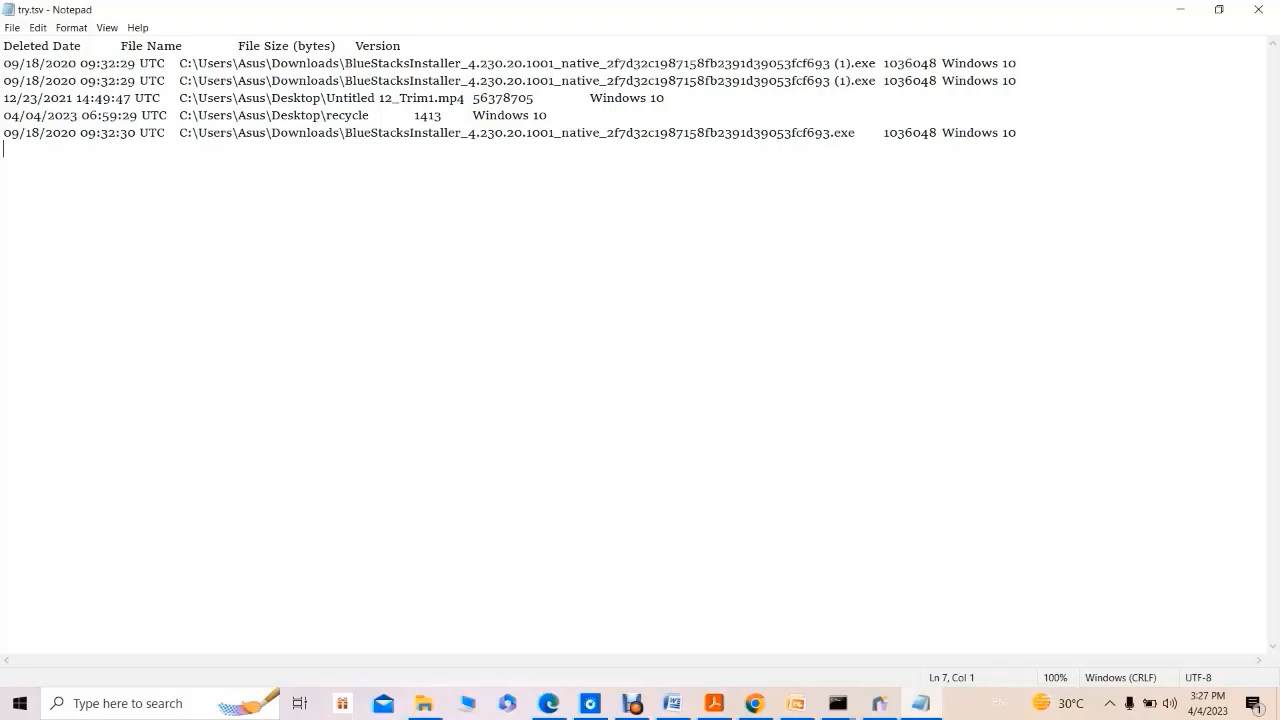 try.tsv - Notepad
File Edit Format View Help
Deleted Date File Name File Size (bytes) Version
09/18/2020 09:32:29 UTC C:\Users\Asus\Downloads\BlueStacksInstaller_4.230.20.1001_native_2f7d32c1987158fb2391d39053fcf693 (1).exe 1036048 Windows 10
09/18/2020 09:32:29 UTC C:\Users\Asus\Downloads\BlueStacksInstaller_4.230.20.1001_native_2f7d32c1987158fb2391d39053fcf693 (1).exe 1036048 Windows 10
12/23/2021 14:49:47 UTC C:\Users\Asus\Desktop\Untitled 12_Trim1.mp4 56378705 Windows 10
04/04/2023 06:59:29 UTC C:\Users\Asus\Desktop\recycle 1413 Windows 10
09/18/2020 09:32:30 UTC C:\Users\Asus\Downloads\BlueStacksInstaller_4.230.20.1001_native_2f7d32c1987158fb2391d39053fcf693.exe 1036048 Windows 10
Ln 7, Col 1 100% Windows (CRLF) UTF-8
Type here to search
30°C
3:27 PM
4/4/2023